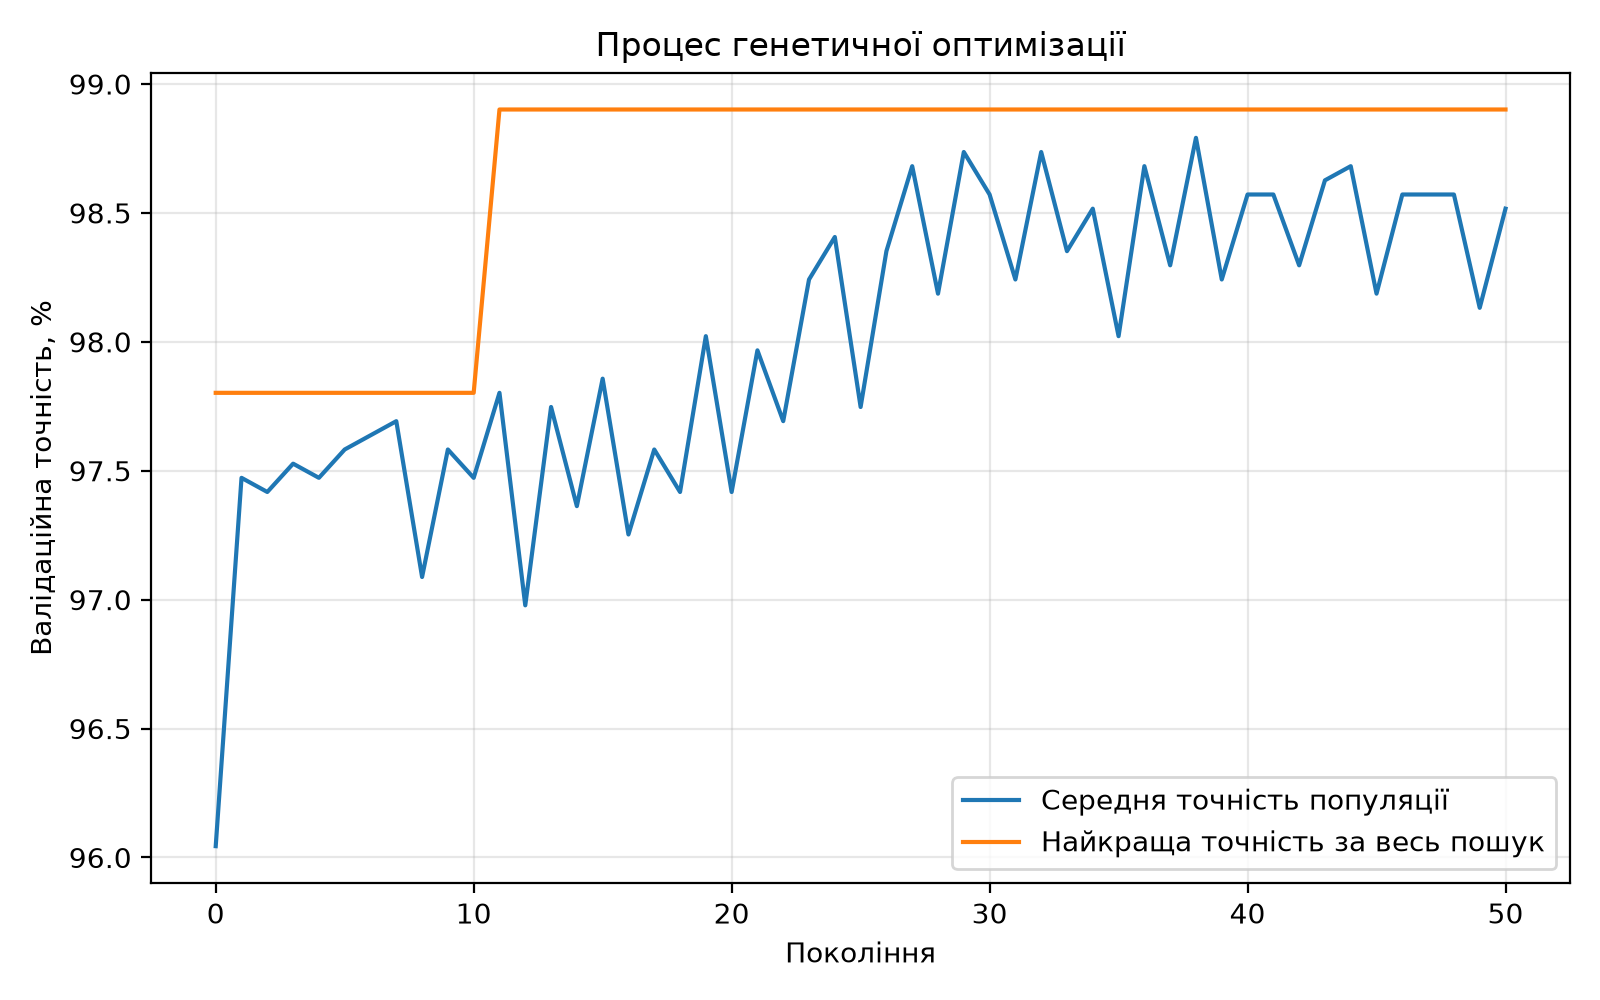 Процес генетичної оптимізації
99.0
98.5
98.0
97.5
97.0
96.5
96.0
Валідаційна точність, %
Середня точність популяції
Найкраща точність за весь пошук
0 10 20 30 40 50
Покоління